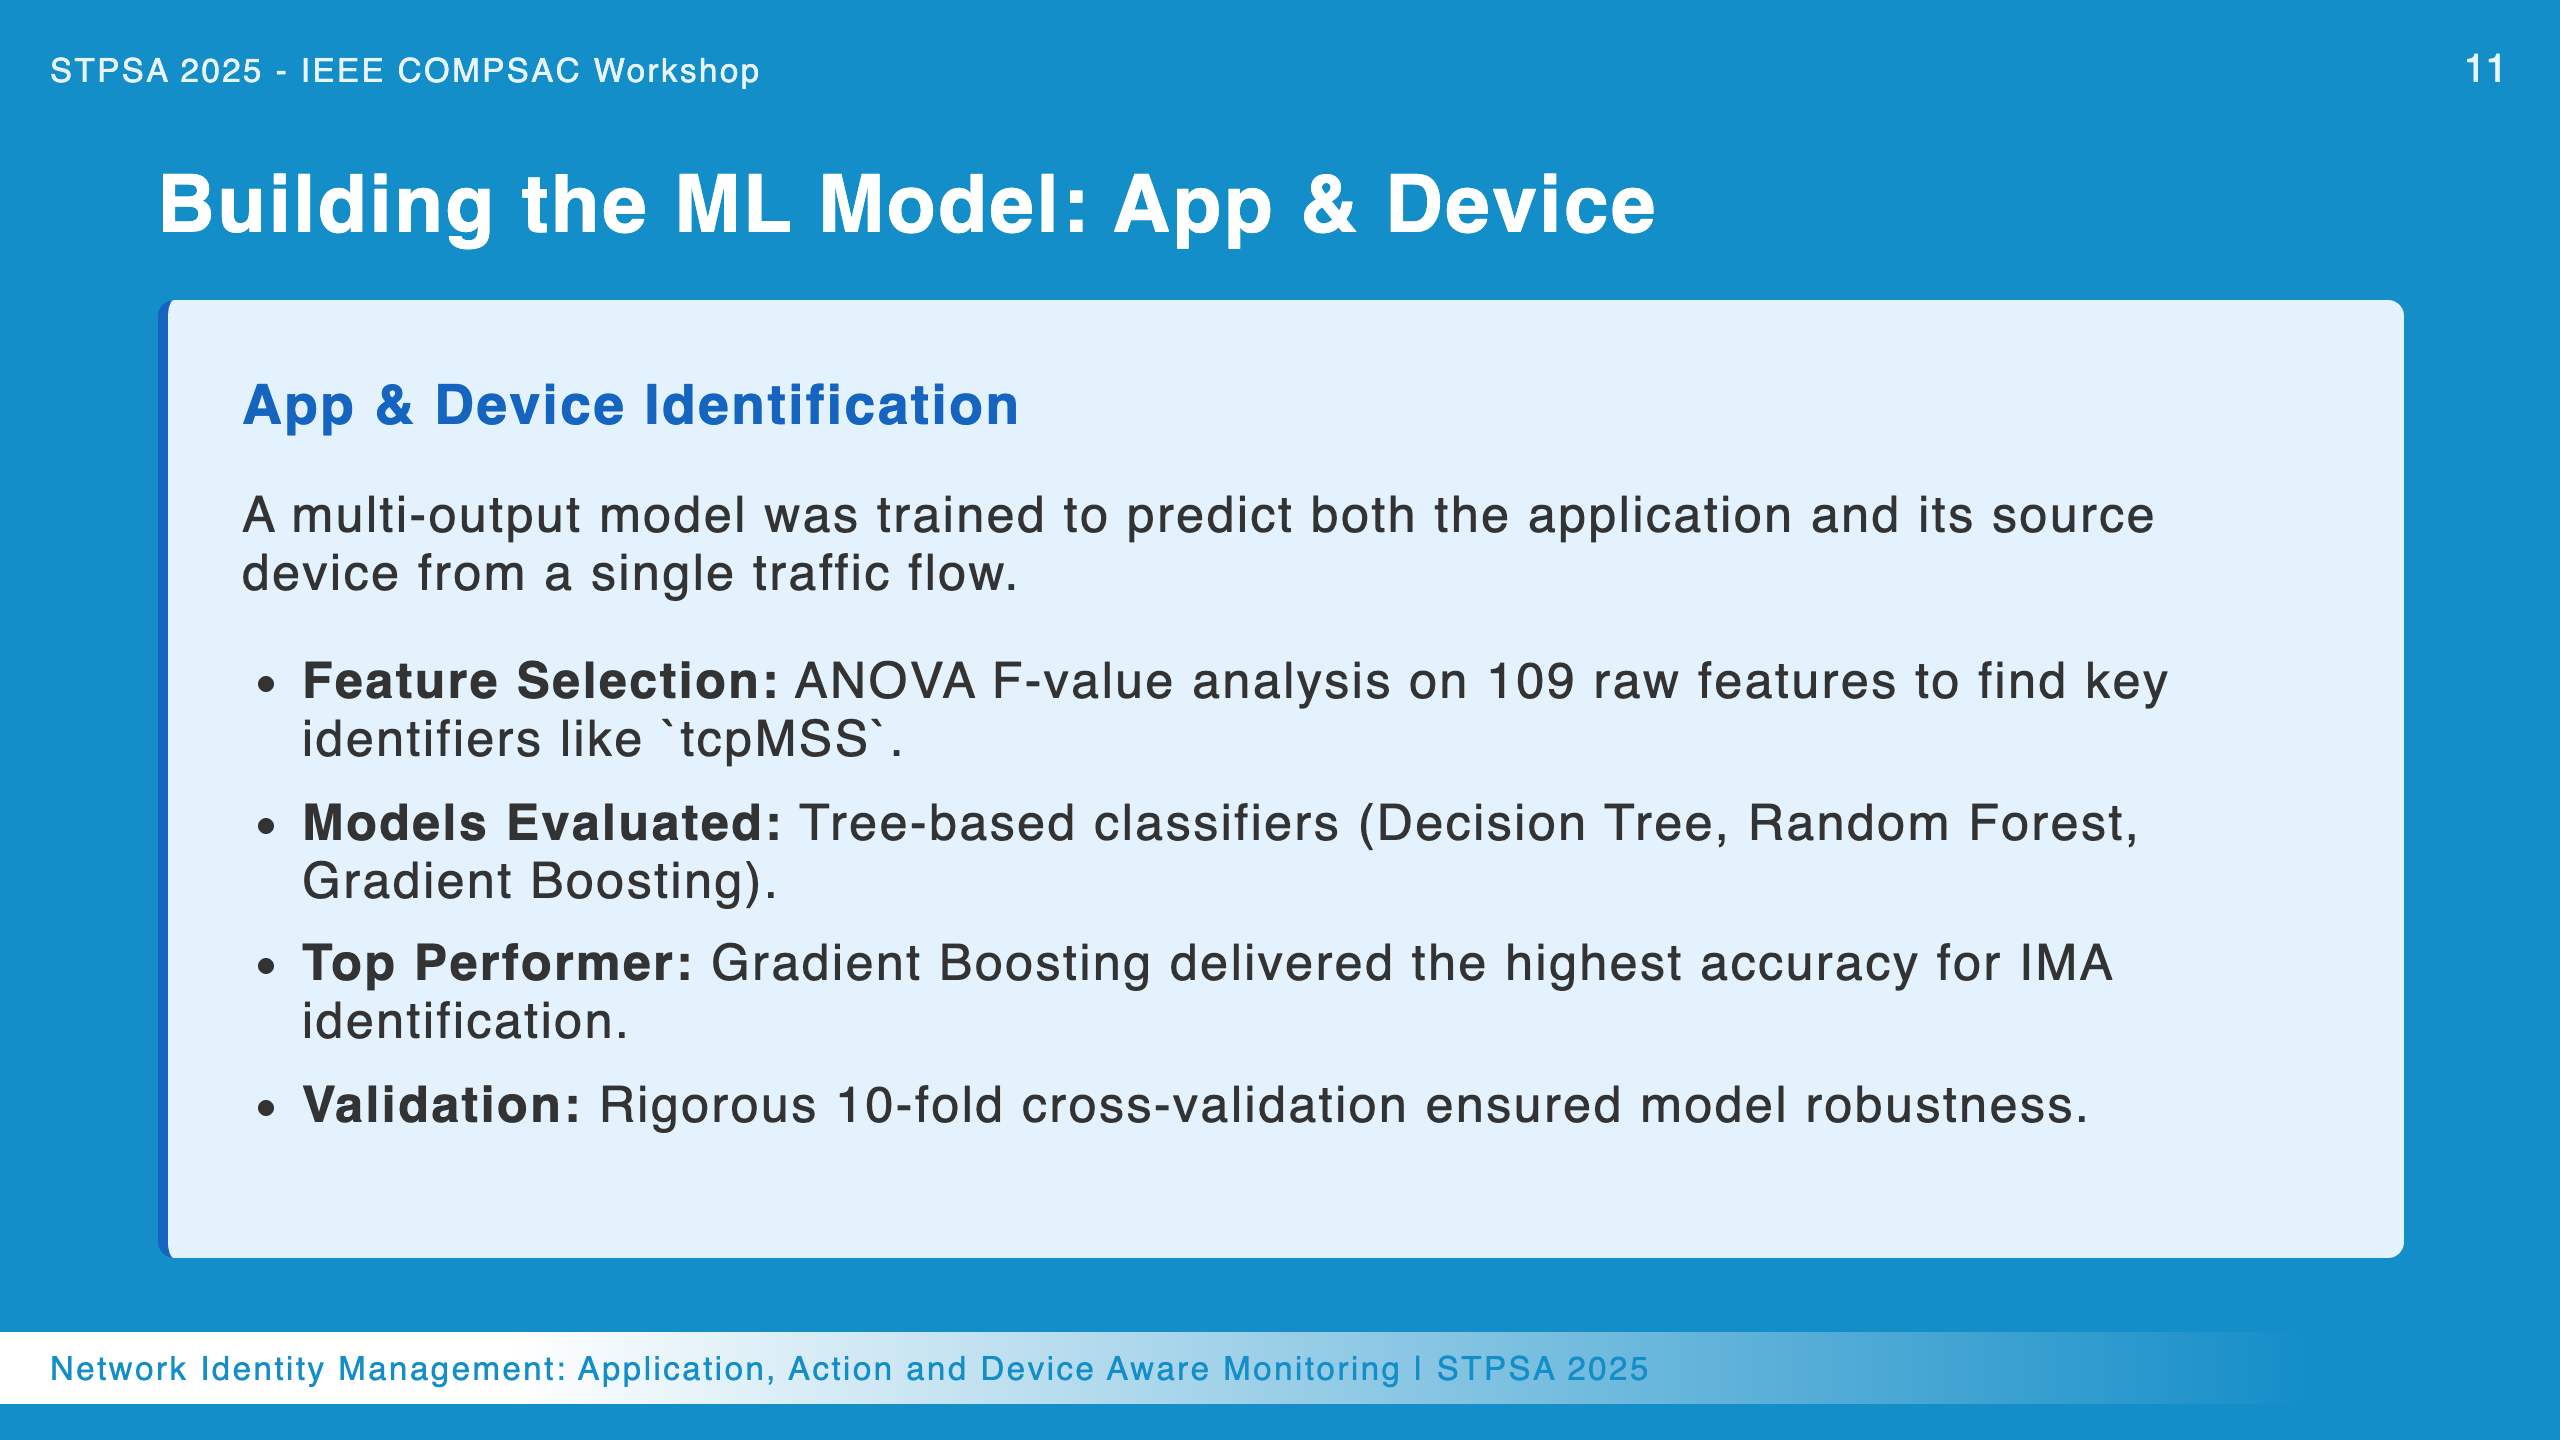 STPSA 2025 - IEEE COMPSAC Workshop
11
Building the ML Model: App & Device
App & Device Identification
A multi-output model was trained to predict both the application and its source
device from a single traffic flow.
• Feature Selection: ANOVA F-value analysis on 109 raw features to find key
identifiers like `tcpMSS`.
• Models Evaluated: Tree-based classifiers (Decision Tree, Random Forest,
Gradient Boosting).
• Top Performer: Gradient Boosting delivered the highest accuracy for IMA
identification.
• Validation: Rigorous 10-fold cross-validation ensured model robustness.
Network Identity Management: Application, Action and Device Aware Monitoring | STPSA 2025